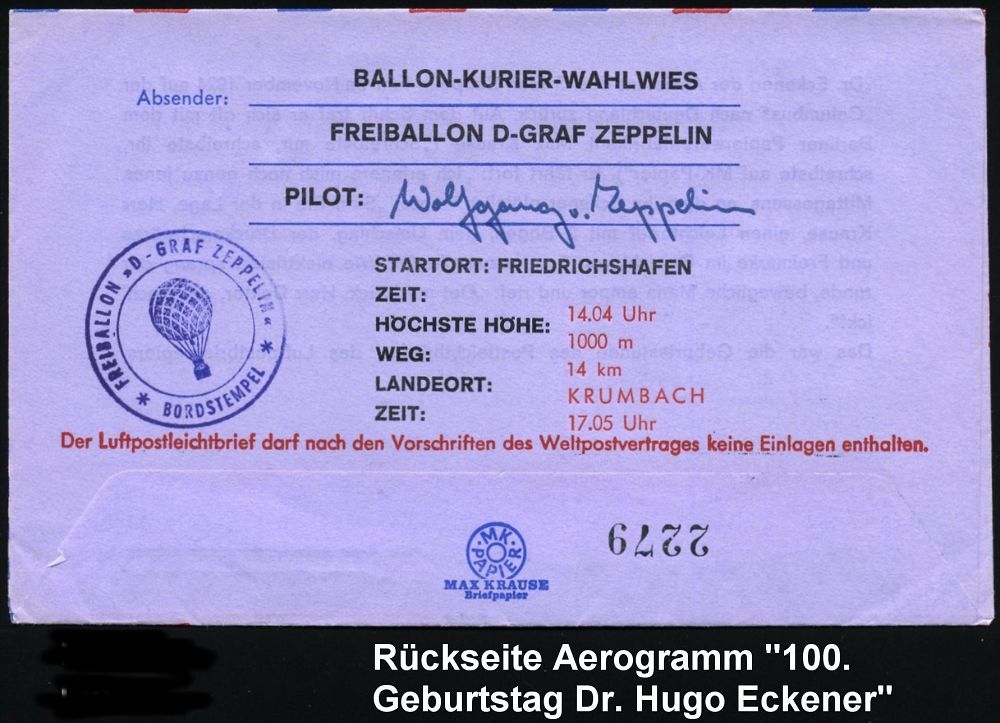 BALLON-KURIER-WAHLWIES
Absender:
FREIBALLON D-GRAF ZEPPELIN
PILOT: Wolfgang v. Zeppelin
FREIBALLON »D-GRAF ZEPPELIN«
* BORDSTEMPEL *
STARTORT: FRIEDRICHSHAFEN
ZEIT: 14.04 Uhr
HÖCHSTE HÖHE: 1000 m
WEG: 14 km
LANDEORT: KRUMBACH
ZEIT: 17.05 Uhr
Der Luftpostleichtbrief darf nach den Vorschriften des Weltpostvertrages keine Einlagen enthalten.
MK-PAPIER
MAX KRAUSE
Briefpapier
2279
Rückseite Aerogramm "100.
Geburtstag Dr. Hugo Eckener"